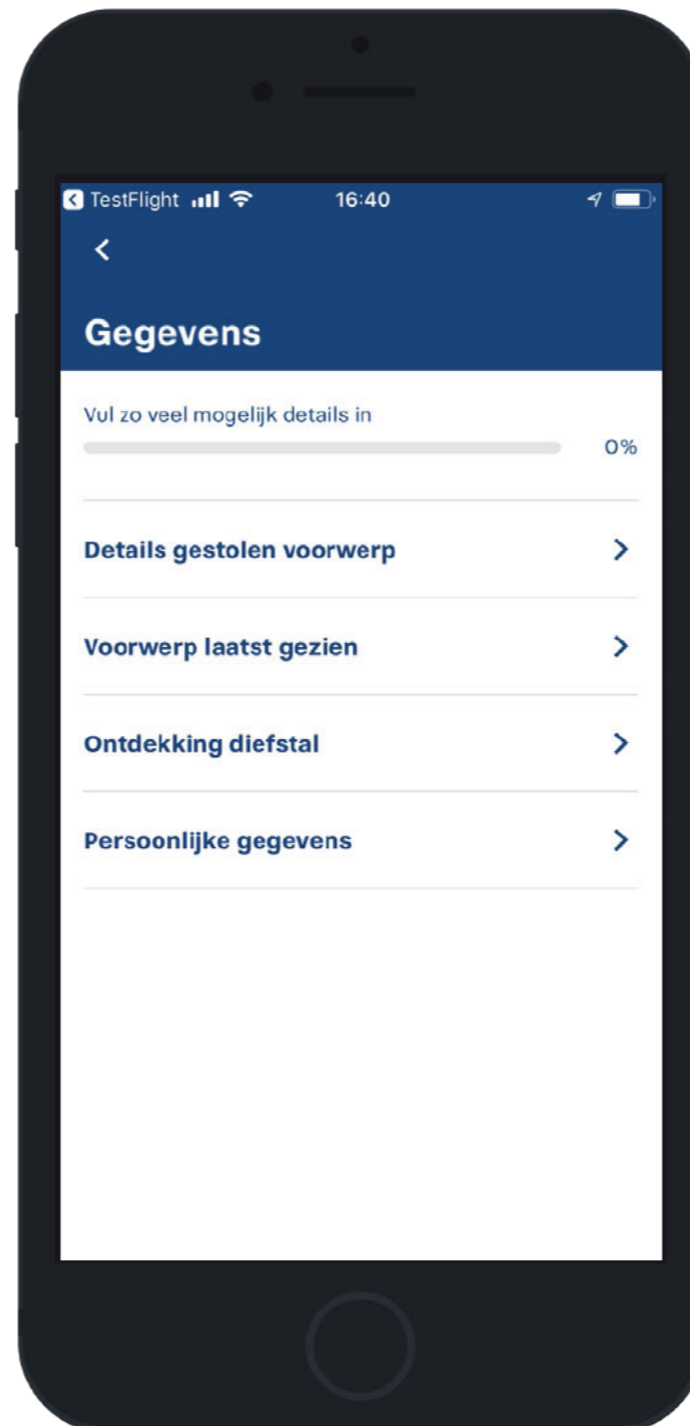 TestFlight
16:40
Gegevens
Vul zo veel mogelijk details in
0%
Details gestolen voorwerp
Voorwerp laatst gezien
Ontdekking diefstal
Persoonlijke gegevens